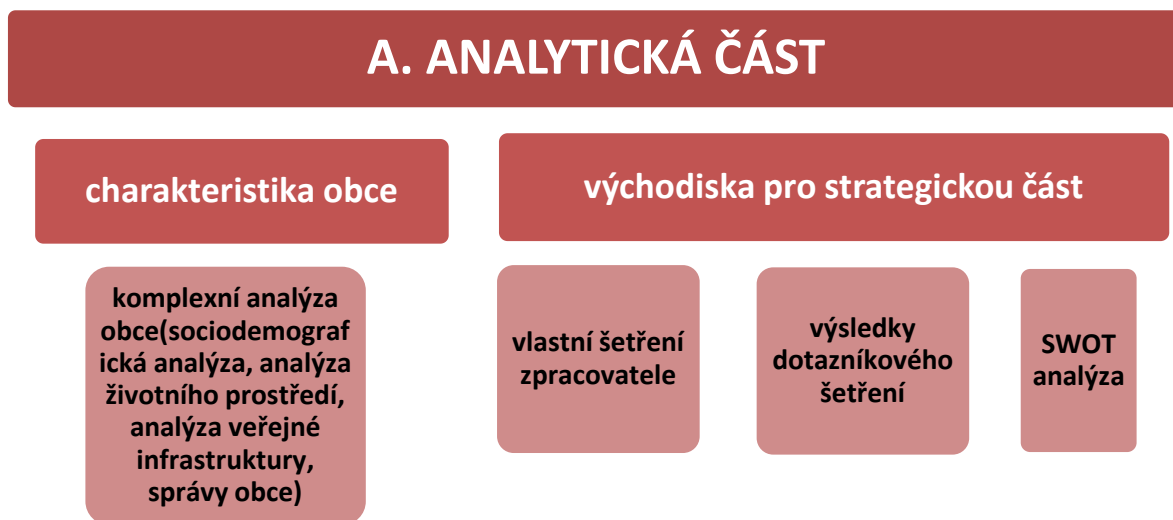 A. ANALYTICKÁ ČÁST
charakteristika obce
východiska pro strategickou část
komplexní analýza
obce(sociodemograf
ická analýza, analýza
životního prostředí,
analýza veřejné
infrastruktury,
správy obce)
vlastní šetření
zpracovatele
výsledky
dotazníkového
šetření
SWOT
analýza